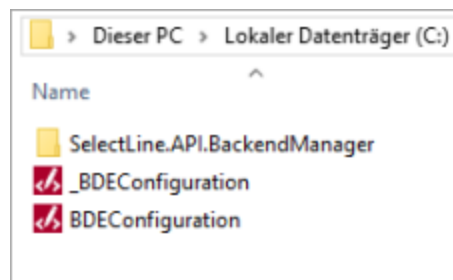 Dieser PC > Lokaler Datenträger (C:)
Name
SelectLine.API.BackendManager
_BDEConfiguration
BDEConfiguration